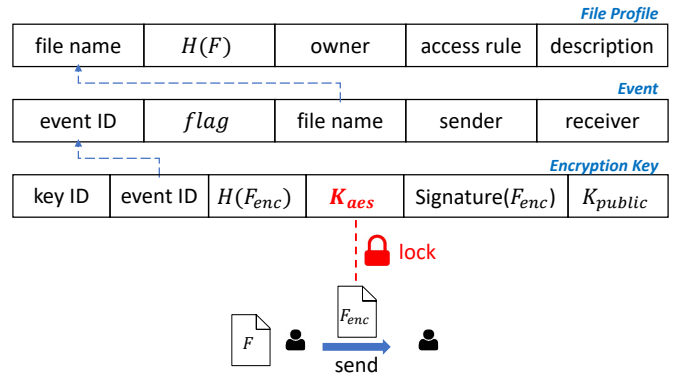 File Profile
file name H(F) owner access rule description
Event
event ID flag file name sender receiver
Encryption Key
key ID event ID H(F_enc) K_aes Signature(F_enc) K_public
lock
F F_enc
send